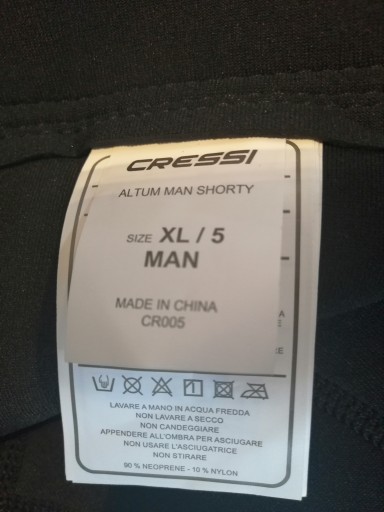 CRESSI
ALTUM MAN SHORTY
SIZE XL / 5
MAN
MADE IN CHINA
CR005
LAVARE A MANO IN ACQUA FREDDA
NON LAVARE A SECCO
NON CANDEGGIARE
APPENDERE ALL'OMBRA PER ASCIUGARE
NON USARE L'ASCIUGATRICE
NON STIRARE
90 % NEOPRENE - 10 % NYLON